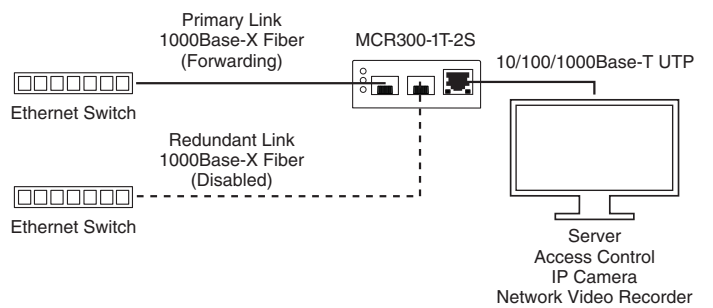 Primary Link
1000Base-X Fiber
(Forwarding)
MCR300-1T-2S
10/100/1000Base-T UTP
Ethernet Switch
Redundant Link
1000Base-X Fiber
(Disabled)
Ethernet Switch
Server
Access Control
IP Camera
Network Video Recorder